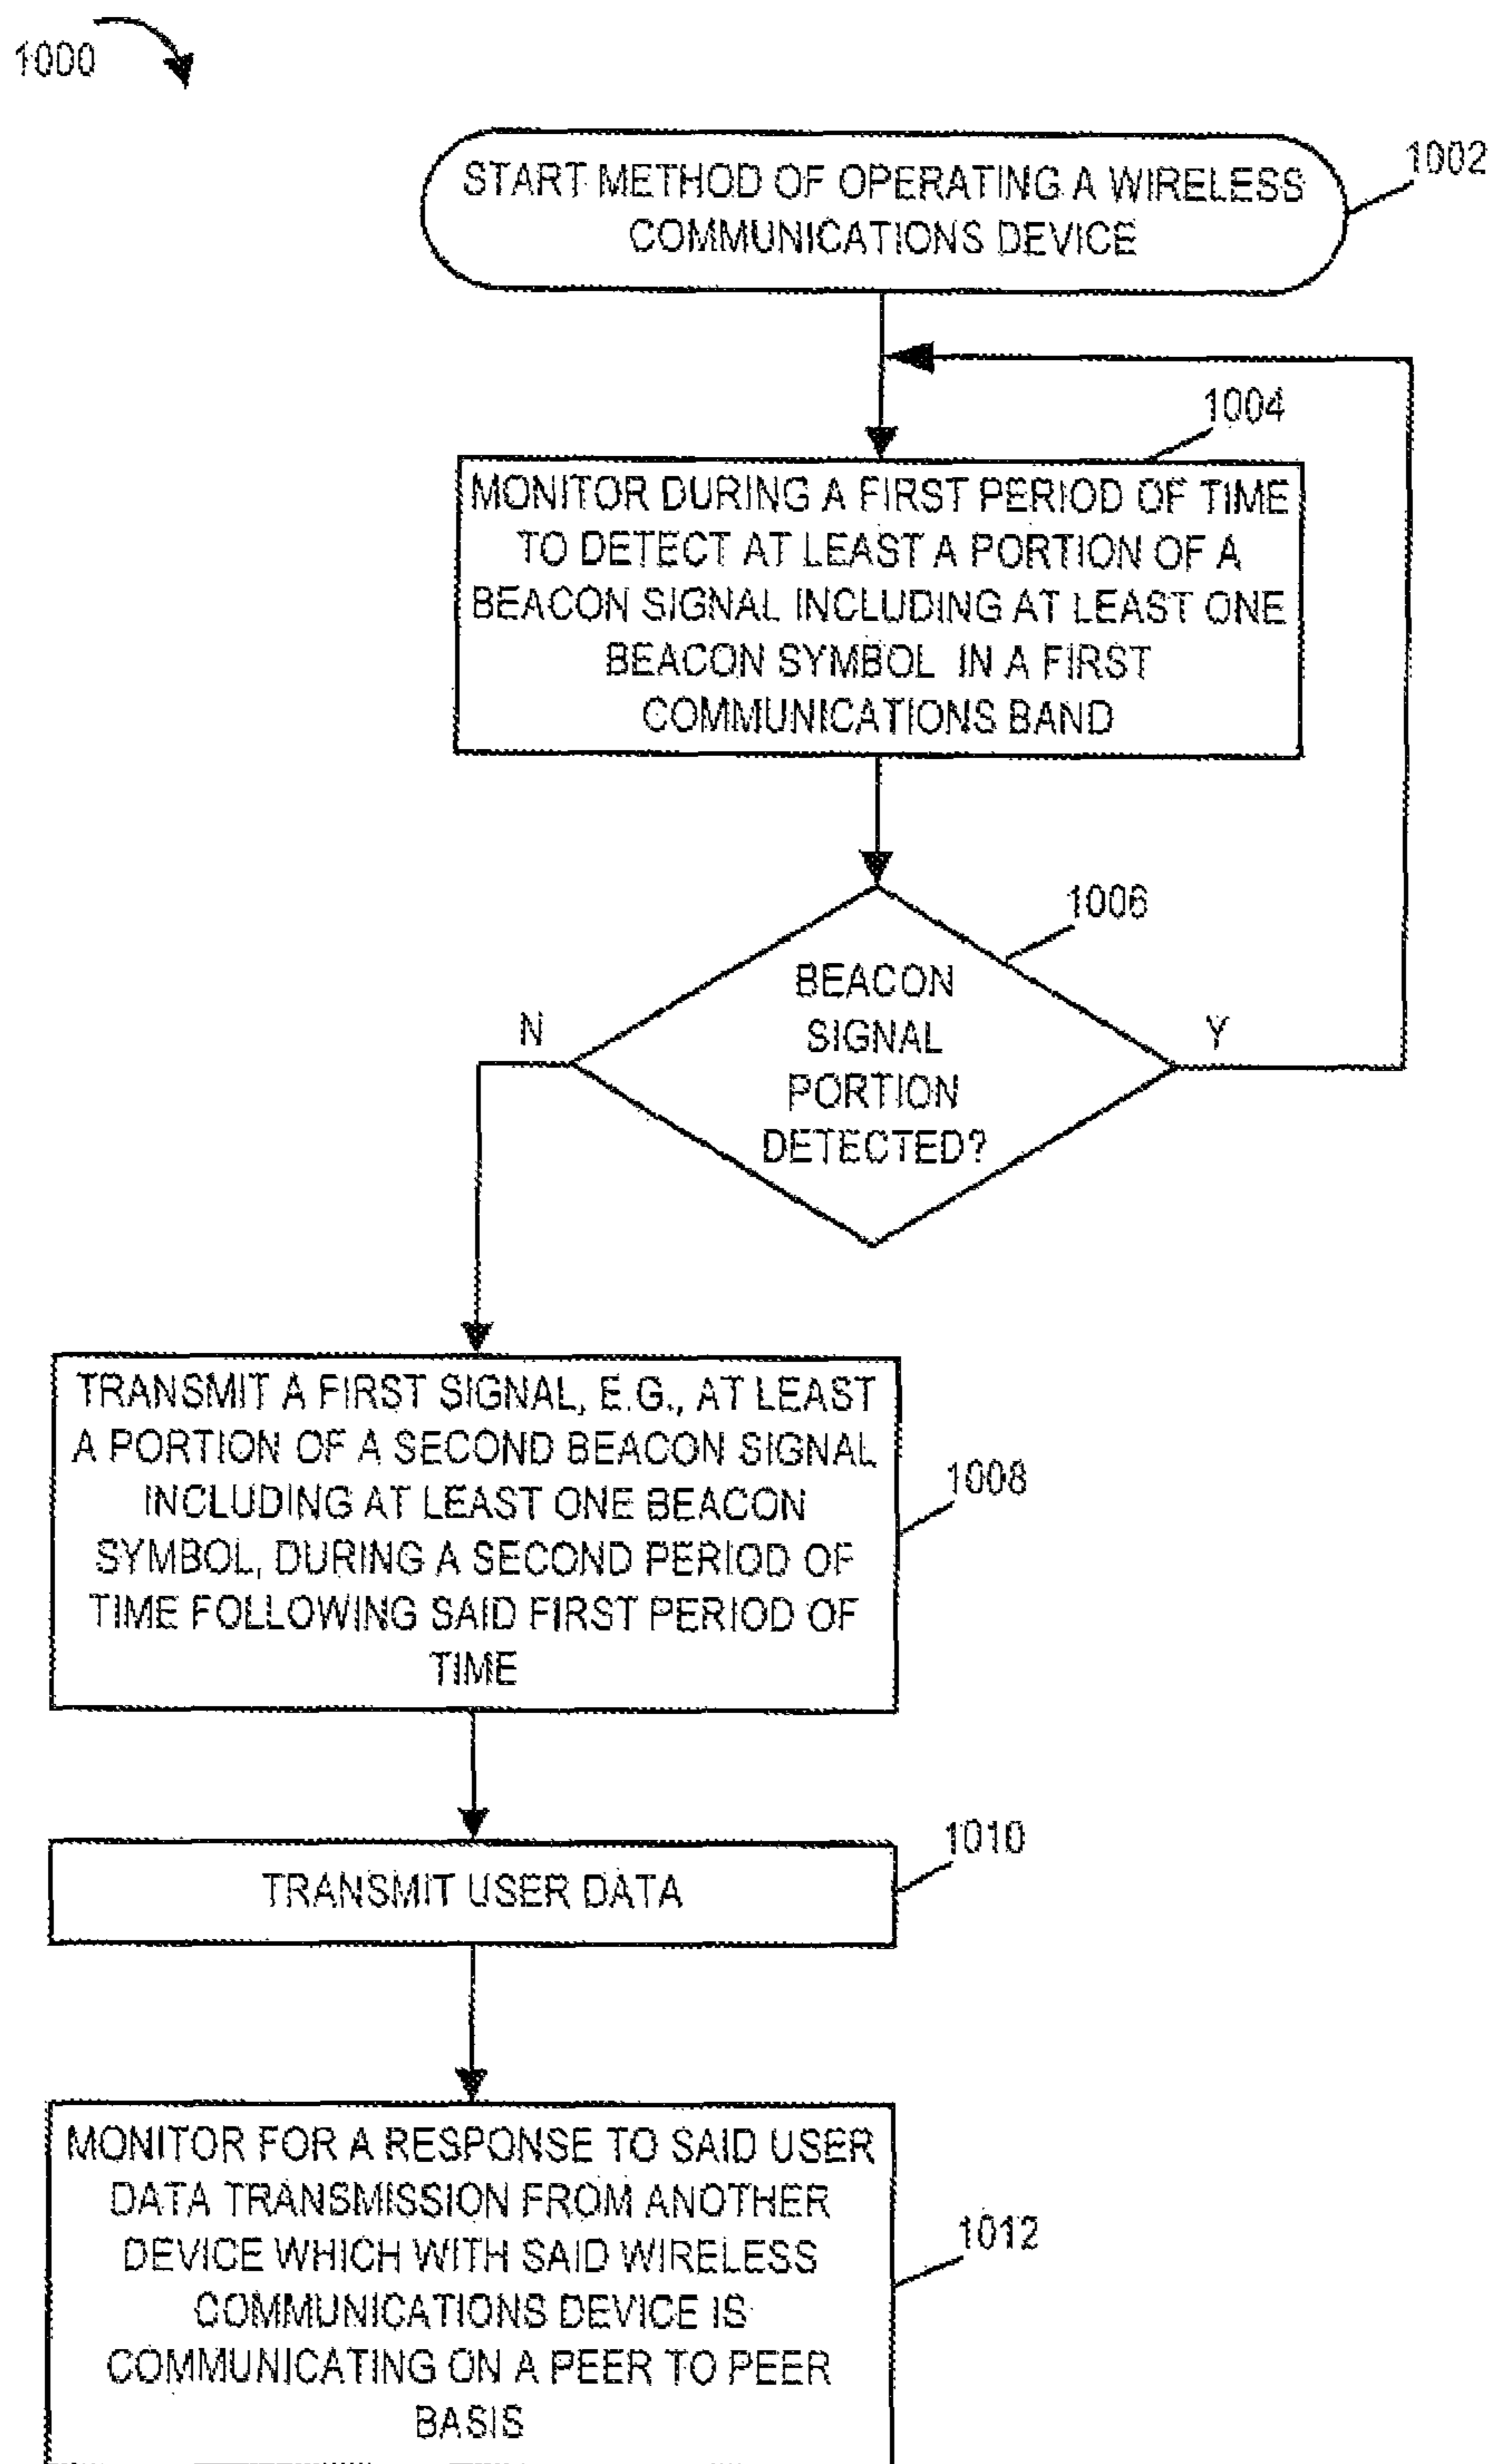 1000
START METHOD OF OPERATING A WIRELESS
COMMUNICATIONS DEVICE
1002
1004
MONITOR DURING A FIRST PERIOD OF TIME
TO DETECT AT LEAST A PORTION OF A
BEACON SIGNAL INCLUDING AT LEAST ONE
BEACON SYMBOL IN A FIRST
COMMUNICATIONS BAND
1006
BEACON
SIGNAL
PORTION
DETECTED?
N
Y
TRANSMIT A FIRST SIGNAL, E.G., AT LEAST
A PORTION OF A SECOND BEACON SIGNAL
INCLUDING AT LEAST ONE BEACON
SYMBOL, DURING A SECOND PERIOD OF
TIME FOLLOWING SAID FIRST PERIOD OF
TIME
1008
TRANSMIT USER DATA
1010
MONITOR FOR A RESPONSE TO SAID USER
DATA TRANSMISSION FROM ANOTHER
DEVICE WHICH WITH SAID WIRELESS
COMMUNICATIONS DEVICE IS
COMMUNICATING ON A PEER TO PEER
BASIS
1012